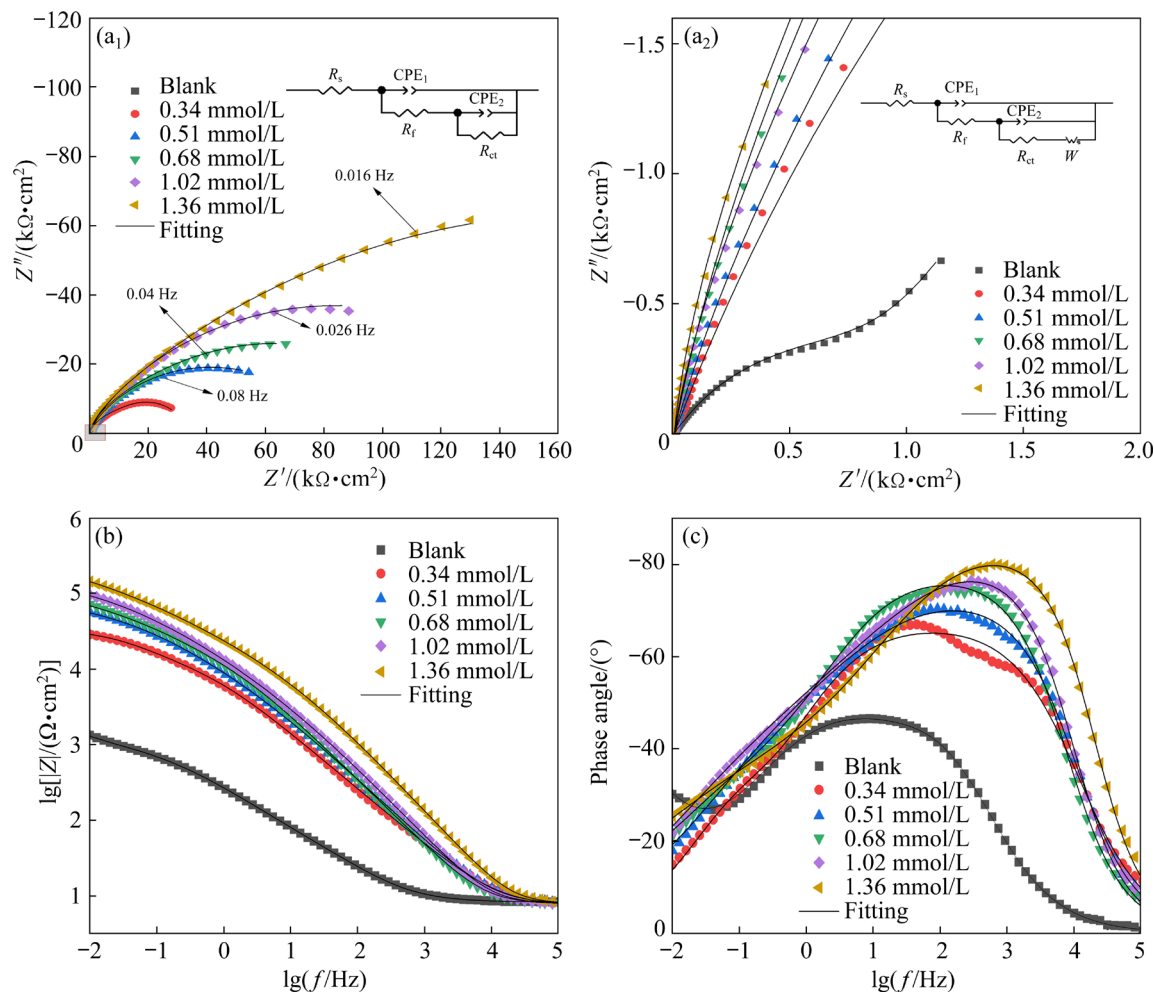 (a1)
−120
−100
−80
−60
−40
−20
0
Z″/(kΩ•cm2)
Blank
0.34 mmol/L
0.51 mmol/L
0.68 mmol/L
1.02 mmol/L
1.36 mmol/L
Fitting
Rs
CPE1
CPE2
Rf
Rct
0.016 Hz
0.04 Hz
0.026 Hz
0.08 Hz
20 40 60 80 100 120 140 160
Z′/(kΩ•cm2)
(a2)
−1.5
−1.0
−0.5
0
Z″/(kΩ•cm2)
Rs
CPE1
CPE2
Rf
Rct
W
Blank
0.34 mmol/L
0.51 mmol/L
0.68 mmol/L
1.02 mmol/L
1.36 mmol/L
Fitting
0.5 1.0 1.5 2.0
Z′/(kΩ•cm2)
(b)
6
5
4
3
2
1
lg[|Z|/(Ω•cm2)]
Blank
0.34 mmol/L
0.51 mmol/L
0.68 mmol/L
1.02 mmol/L
1.36 mmol/L
Fitting
−2 −1 0 1 2 3 4 5
lg(f/Hz)
(c)
−80
−60
−40
−20
0
Phase angle/(°)
Blank
0.34 mmol/L
0.51 mmol/L
0.68 mmol/L
1.02 mmol/L
1.36 mmol/L
Fitting
−2 −1 0 1 2 3 4 5
lg(f/Hz)